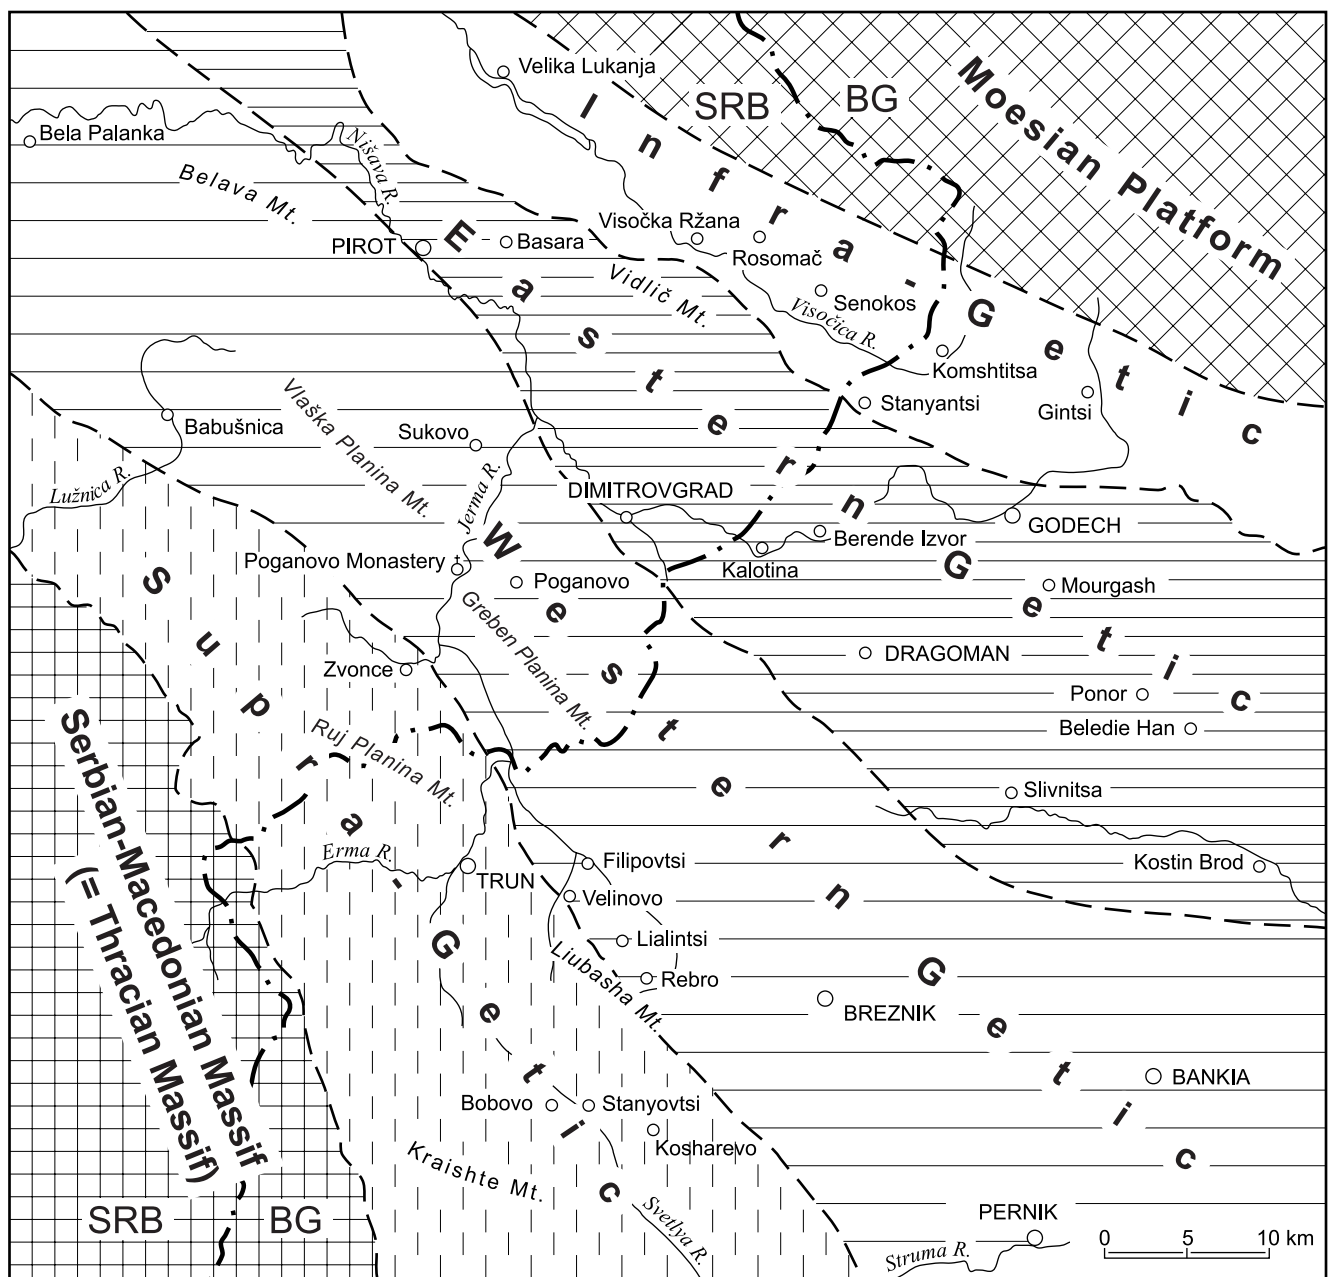 Velika Lukanja
SRB
BG
Moesian Platform
Infra-Getic
Bela Palanka
Nišava R.
Belava Mt.
PIROT
Basara
Eastern Getic
Visočka Ržana
Rosomač
Vidlič Mt.
Senokos
Visočica R.
Komshtitsa
Stanyantsi
Gintsi
Babušnica
Vlaška Planina Mt.
Sukovo
Lužnica R.
Jerma R.
DIMITROVGRAD
GODECH
Berende Izvor
Kalotina
Poganovo Monastery
Poganovo
Western Getic
Mourgash
Supra-Getic
Greben Planina Mt.
DRAGOMAN
Zvonce
Ponor
Beledie Han
Ruj Planina Mt.
Serbian-Macedonian Massif
(= Thracian Massif)
Slivnitsa
Erma R.
TRUN
Filipovtsi
Kostin Brod
Velinovo
Lialintsi
Liubasha Mt.
Rebro
BREZNIK
BANKIA
Bobovo
Stanyovtsi
Kosharevo
Kraishte Mt.
SRB
BG
Svetlya R.
PERNIK
Struma R.
0 5 10 km